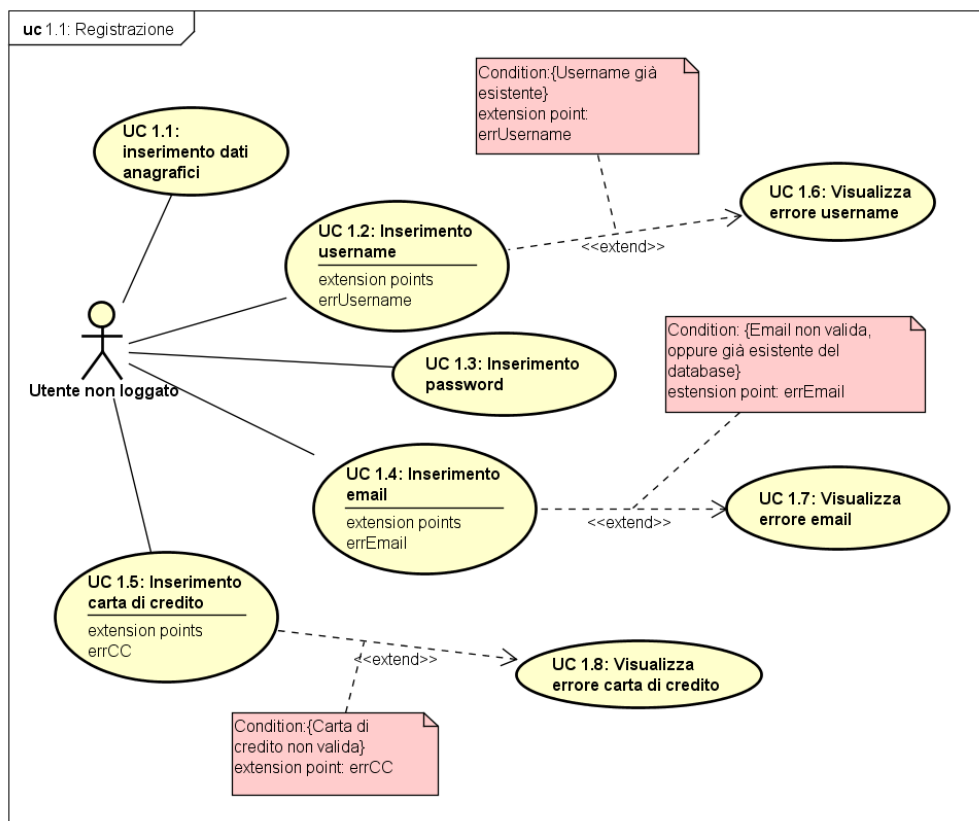 uc 1.1: Registrazione
Condition:{Username già
esistente}
extension point:
errUsername
UC 1.1:
inserimento dati
anagrafici
UC 1.6: Visualizza
errore username
UC 1.2: Inserimento
username
extension points
errUsername
<<extend>>
Utente non loggato
UC 1.3: Inserimento
password
Condition: {Email non valida,
oppure già esistente del
database}
estension point: errEmail
UC 1.4: Inserimento
email
extension points
errEmail
<<extend>>
UC 1.7: Visualizza
errore email
UC 1.5: Inserimento
carta di credito
extension points
errCC
<<extend>>
UC 1.8: Visualizza
errore carta di credito
Condition:{Carta di
credito non valida}
extension point: errCC